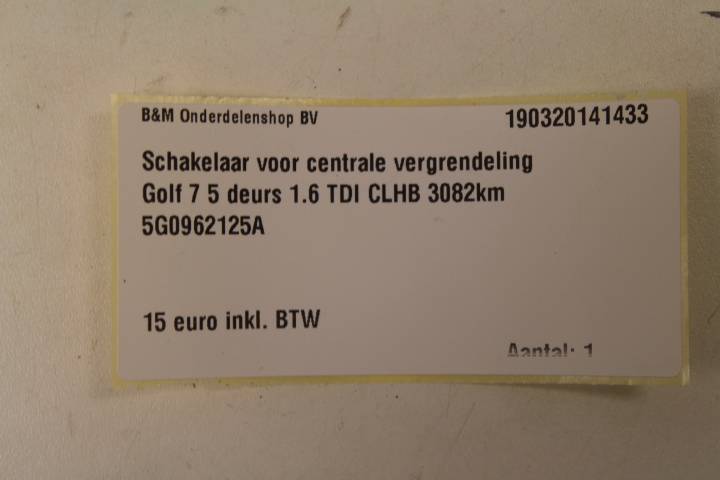 B&M Onderdelenshop BV 190320141433
Schakelaar voor centrale vergrendeling
Golf 7 5 deurs 1.6 TDI CLHB 3082km
5G0962125A
15 euro inkl. BTW
Aantal: 1